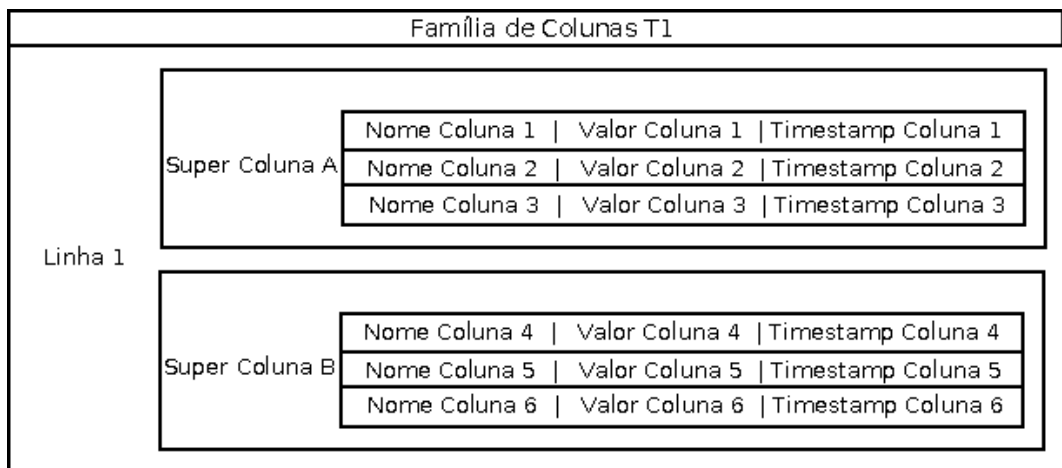 Família de Colunas T1
Linha 1
Super Coluna A
Nome Coluna 1 | Valor Coluna 1 | Timestamp Coluna 1
Nome Coluna 2 | Valor Coluna 2 | Timestamp Coluna 2
Nome Coluna 3 | Valor Coluna 3 | Timestamp Coluna 3
Super Coluna B
Nome Coluna 4 | Valor Coluna 4 | Timestamp Coluna 4
Nome Coluna 5 | Valor Coluna 5 | Timestamp Coluna 5
Nome Coluna 6 | Valor Coluna 6 | Timestamp Coluna 6